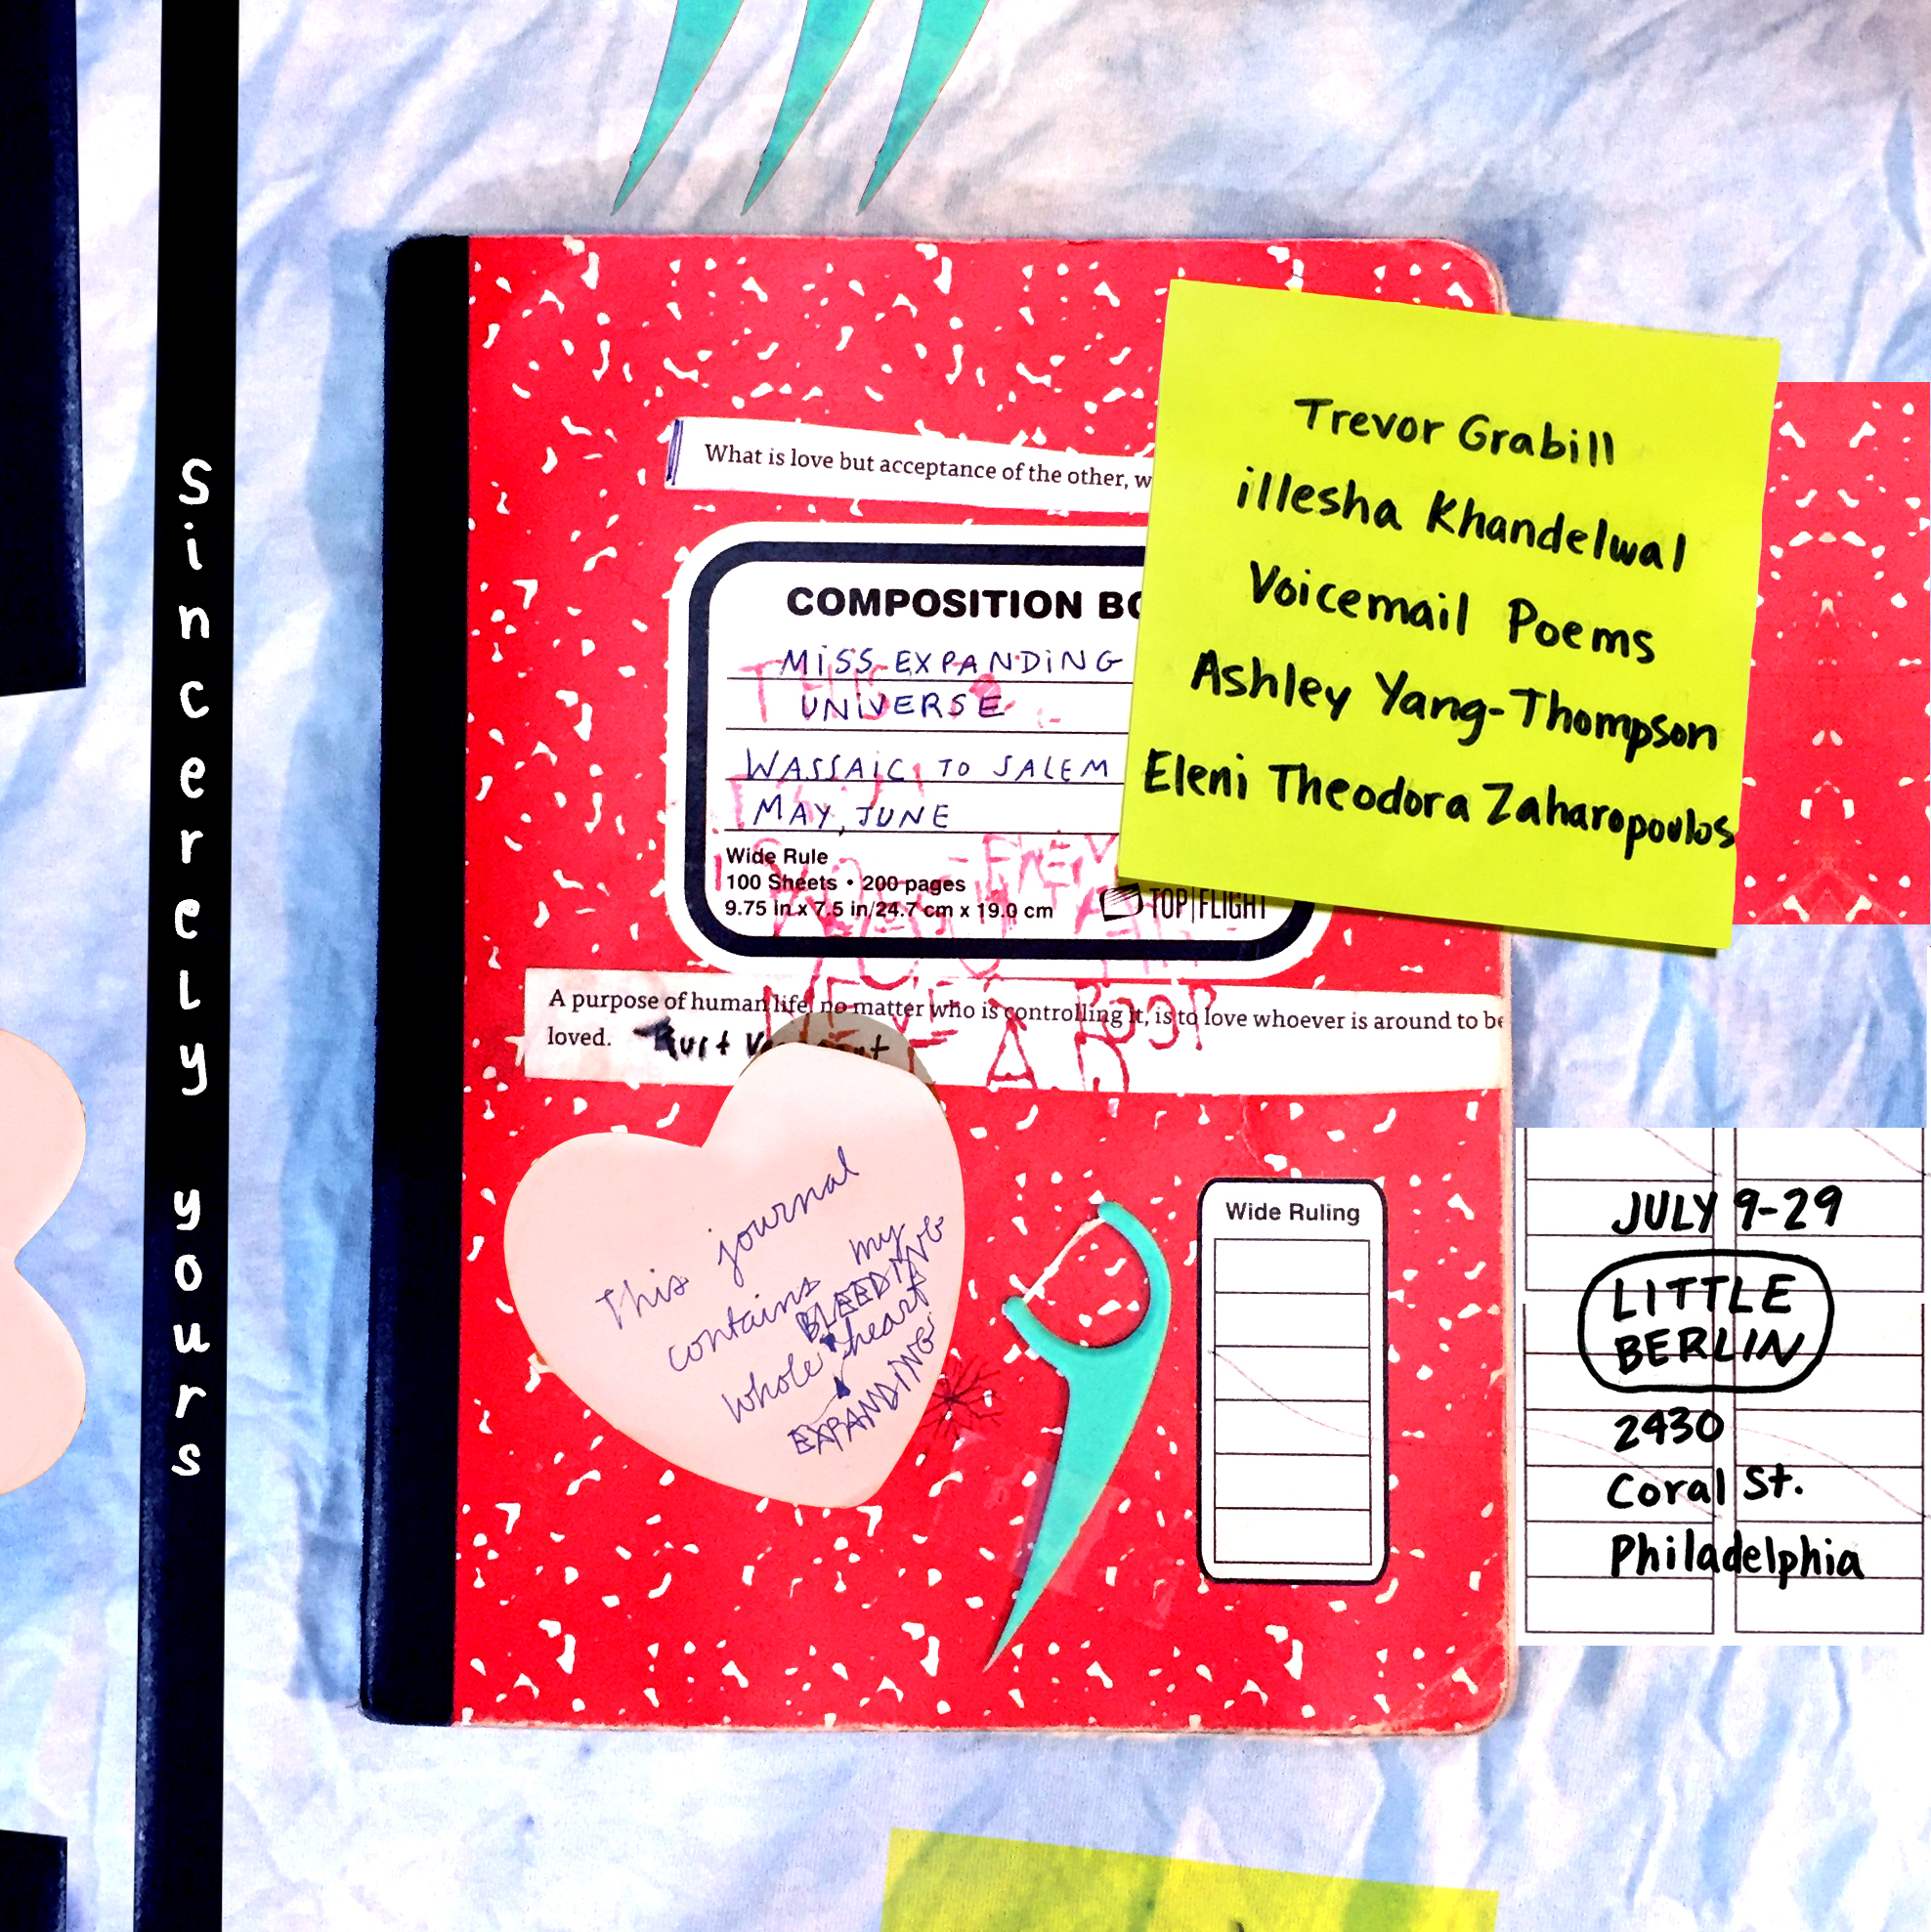 Sincerely yours
What is love but acceptance of the other, w
COMPOSITION BO
MISS EXPANDING
UNIVERSE
WASSAIC TO SALEM
MAY, JUNE
Wide Rule
100 Sheets • 200 pages
9.75 in x 7.5 in/24.7 cm x 19.0 cm
TOP|FLIGHT
Trevor Grabill
illesha Khandelwal
Voicemail Poems
Ashley Yang-Thompson
Eleni Theodora Zaharopoulos
A purpose of human life, no matter who is controlling it, is to love whoever is around to be
loved. Kurt
This journal
contains my
BLEEDING
whole heart
EXPANDING
Wide Ruling
JULY 9-29
LITTLE
BERLIN
2430
Coral St.
Philadelphia